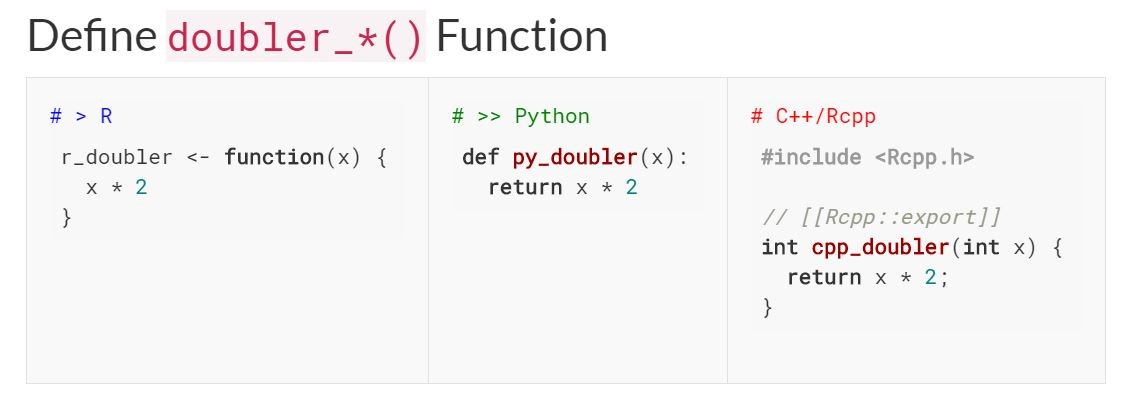 Define doubler_*() Function
# > R
r_doubler <- function(x) {
  x * 2
}
# >> Python
def py_doubler(x):
  return x * 2
# C++/Rcpp
#include <Rcpp.h>

// [[Rcpp::export]]
int cpp_doubler(int x) {
  return x * 2;
}